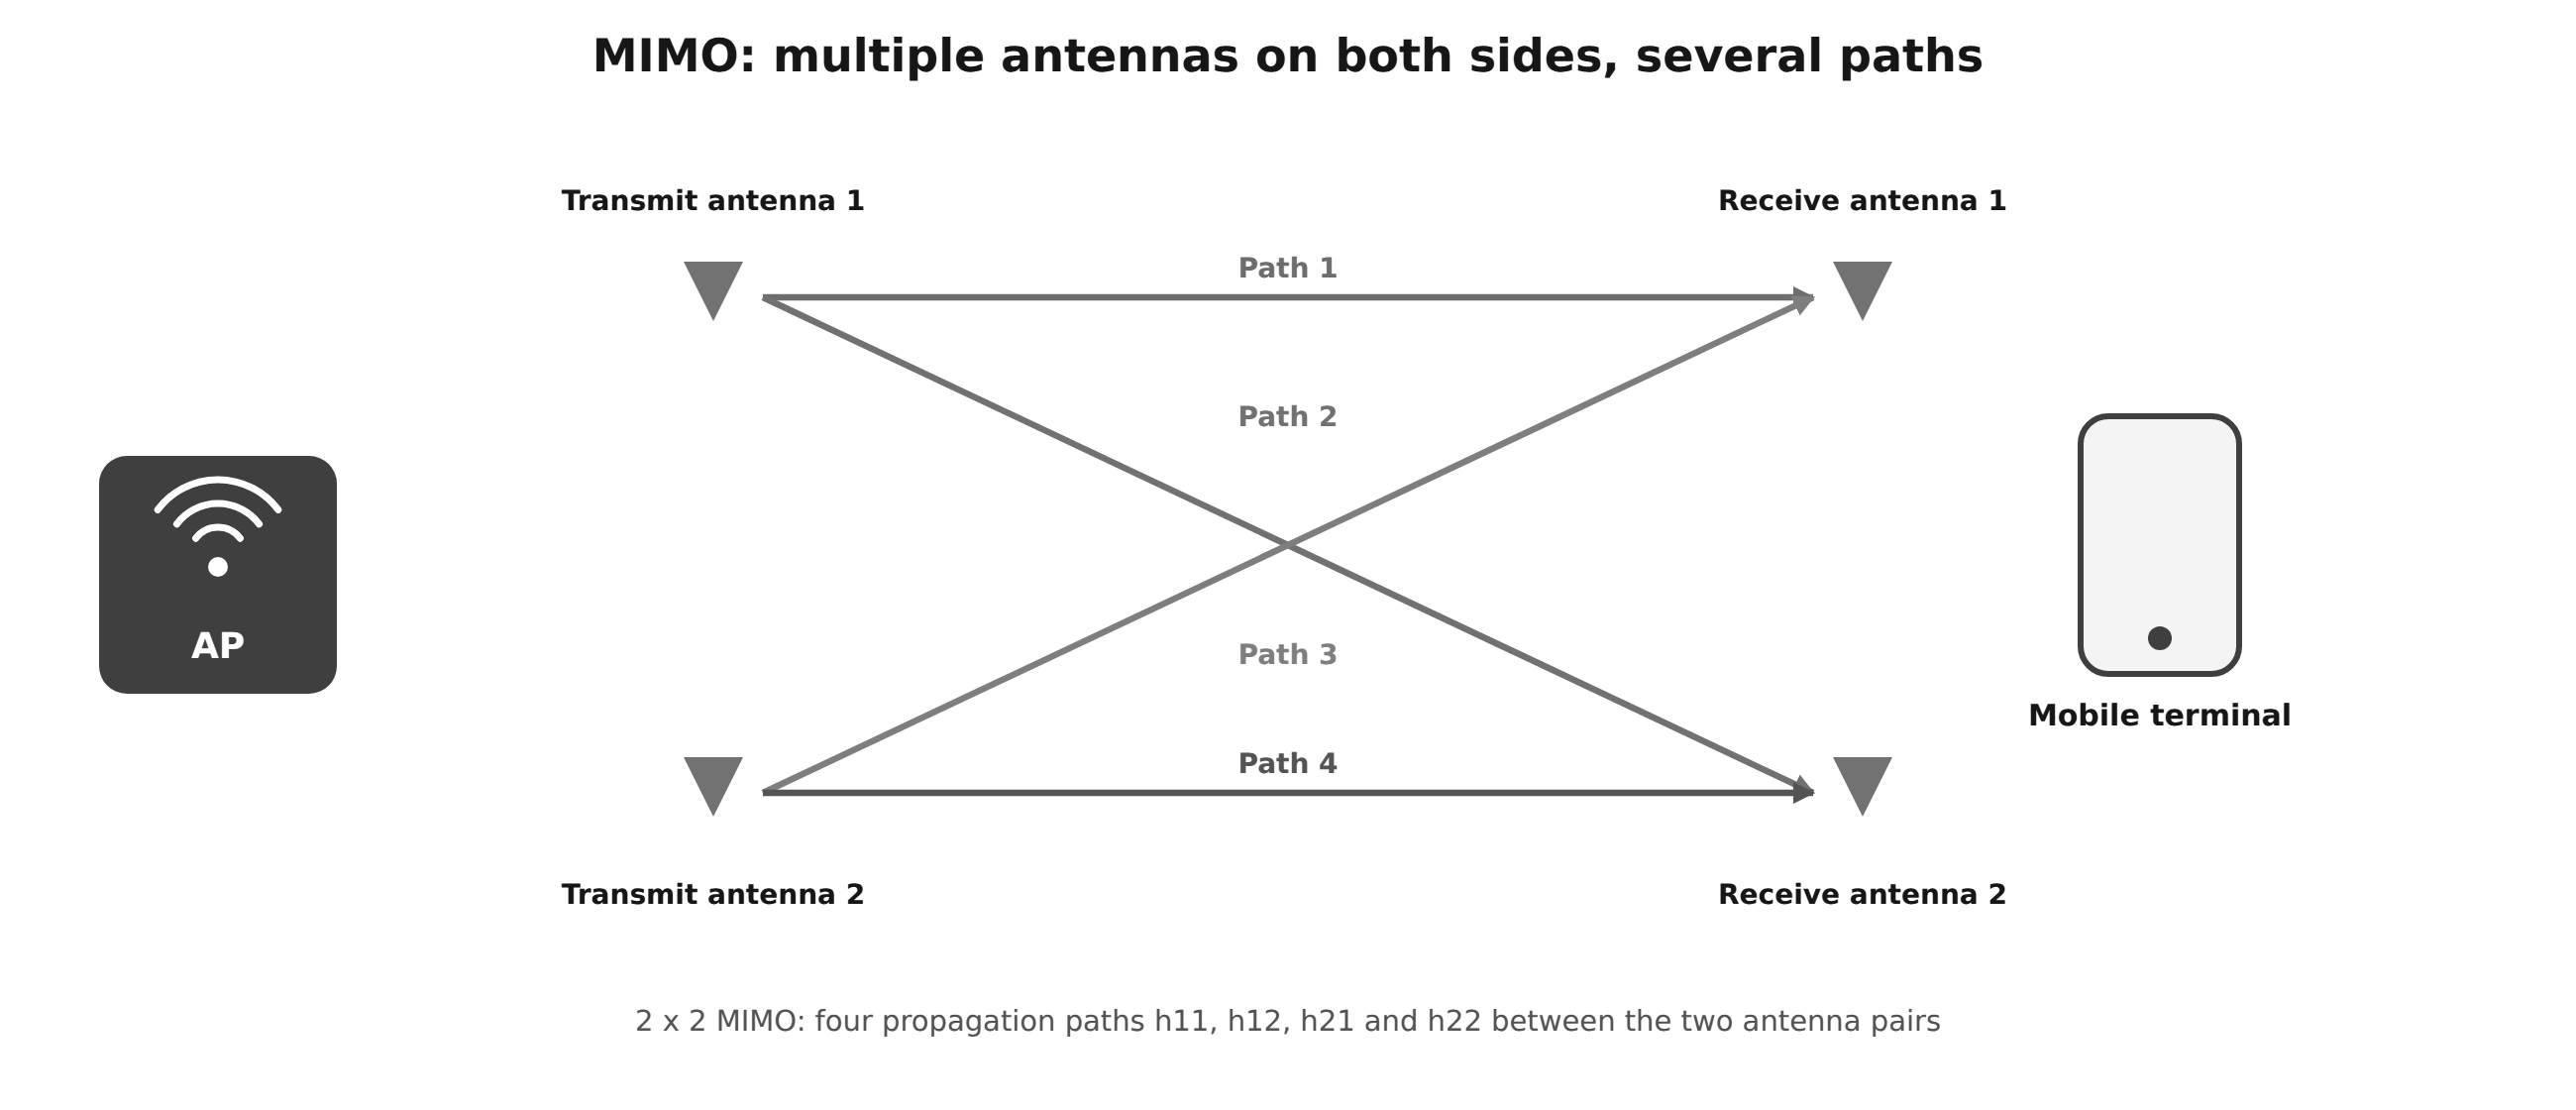 MIMO: multiple antennas on both sides, several paths
Transmit antenna 1
Receive antenna 1
Path 1
Path 2
AP
Path 3
Mobile terminal
Path 4
Transmit antenna 2
Receive antenna 2
2 x 2 MIMO: four propagation paths h11, h12, h21 and h22 between the two antenna pairs